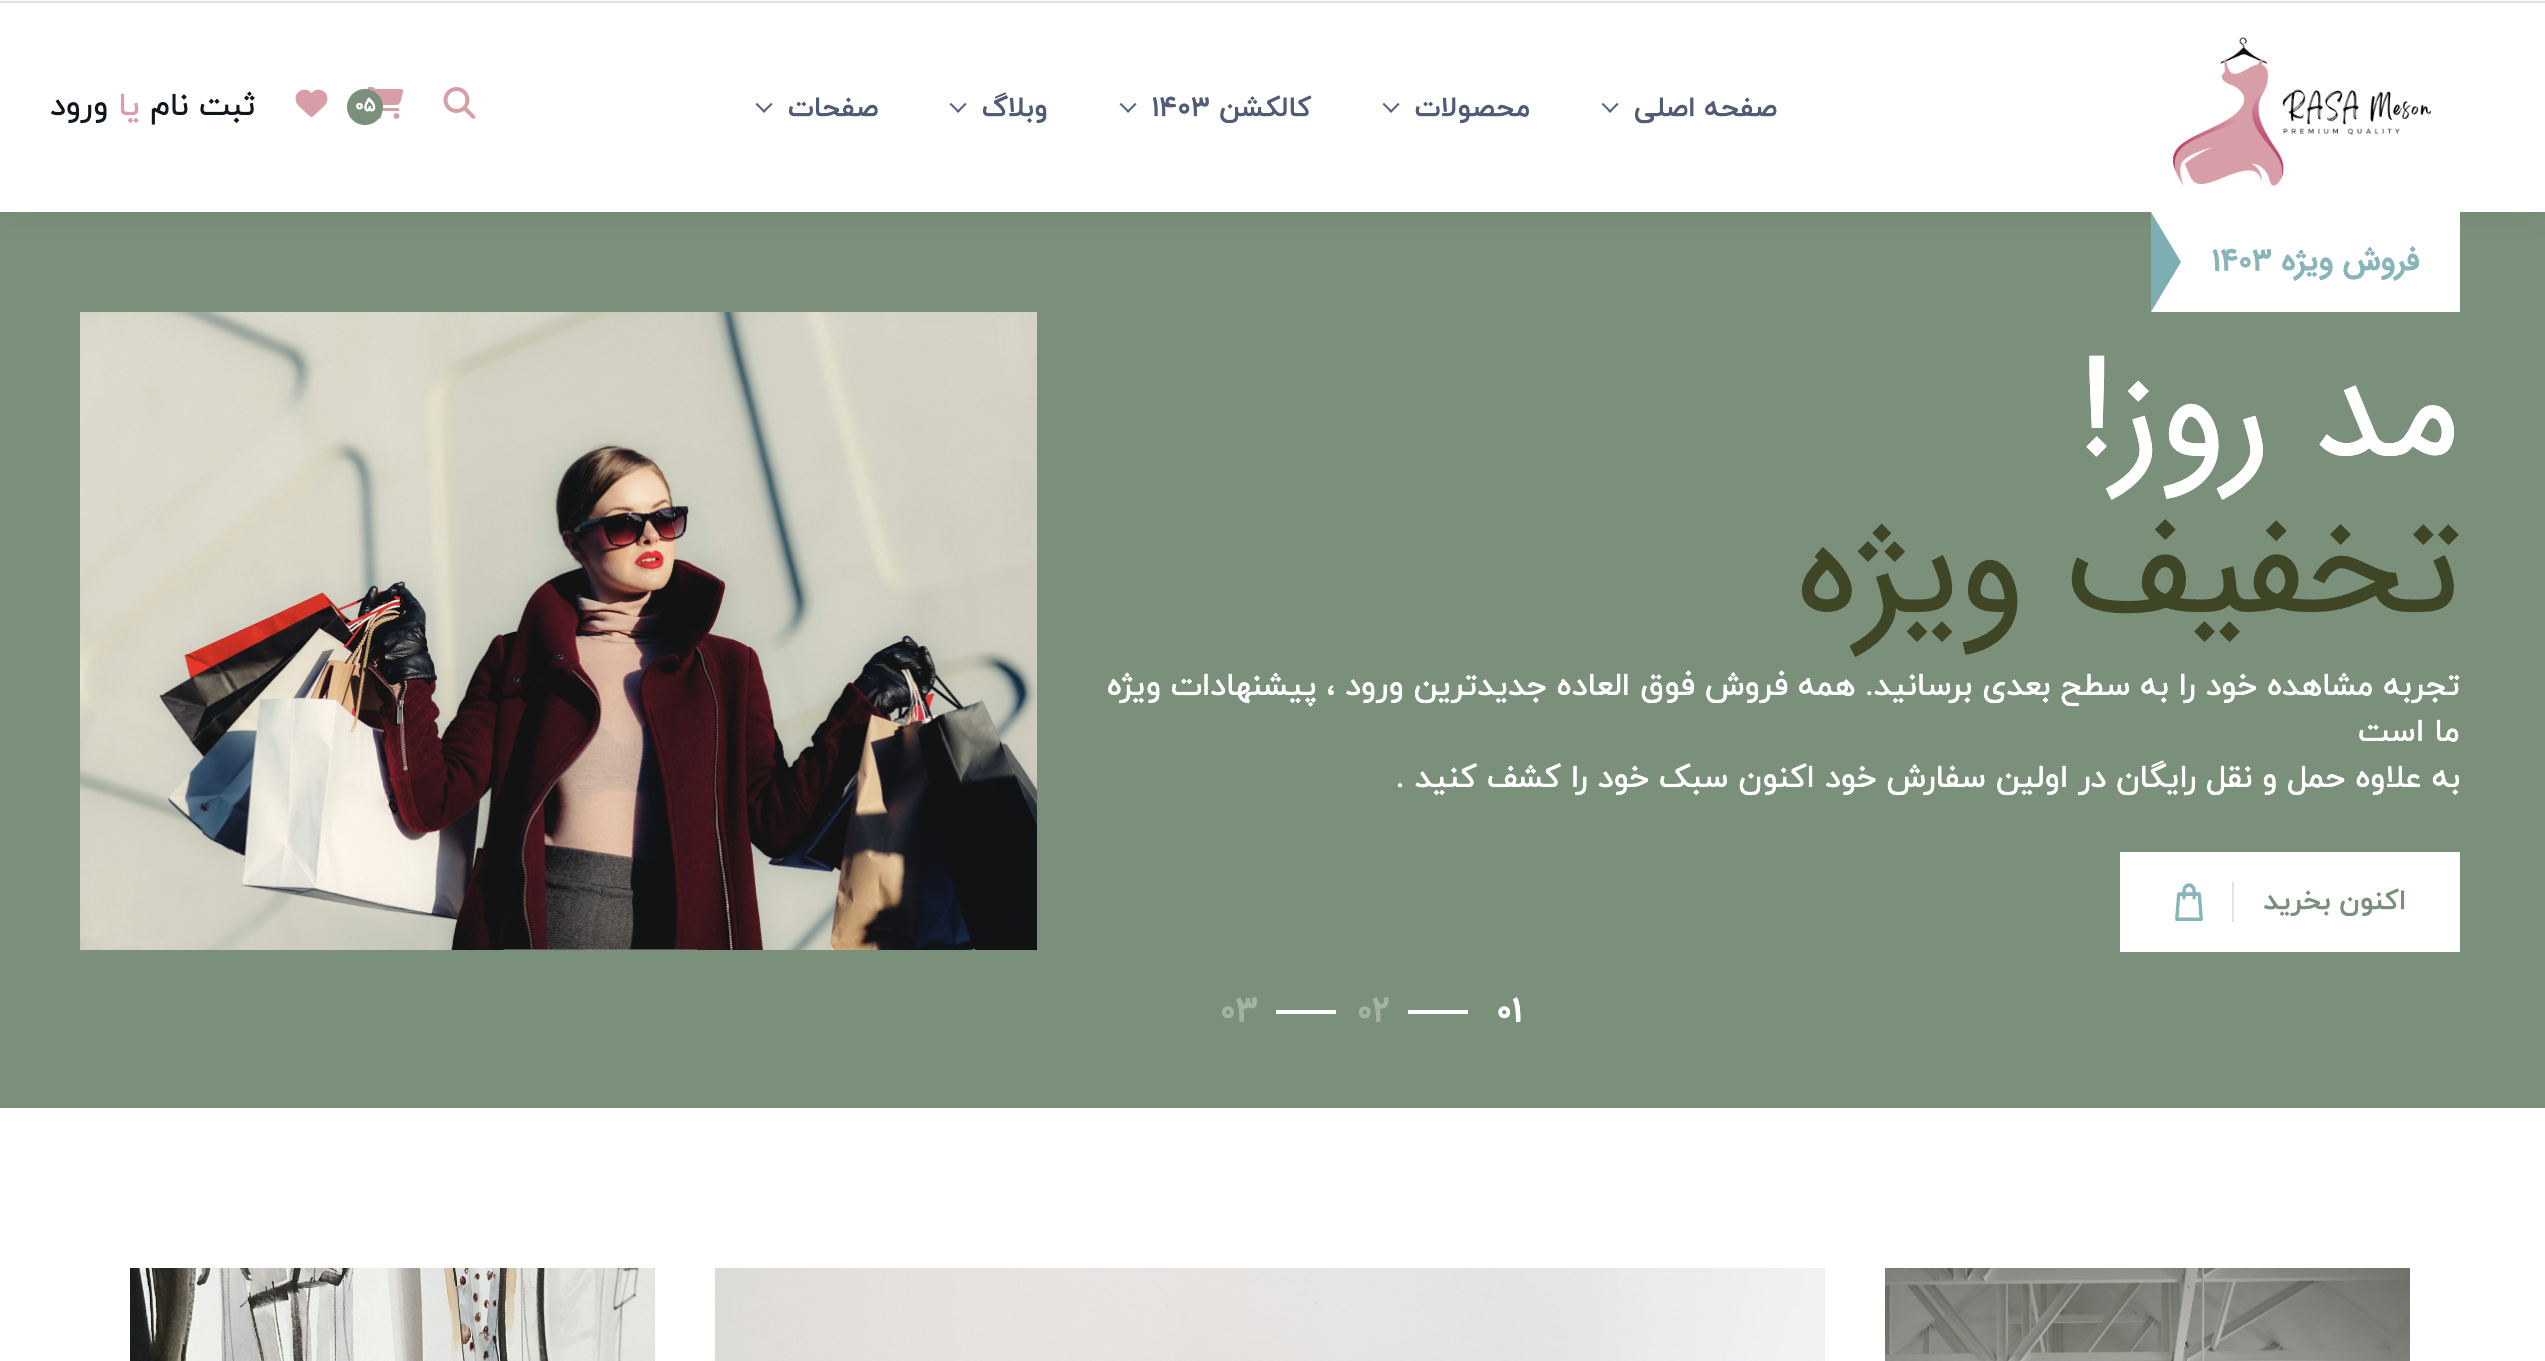 RASA Meson
PREMIUM QUALITY
صفحه اصلی
محصولات
کالکشن ۱۴۰۳
وبلاگ
صفحات
۰۵
ثبت نام یا ورود
فروش ویژه ۱۴۰۳
مد روز!
تخفیف ویژه
تجربه مشاهده خود را به سطح بعدی برسانید. همه فروش فوق العاده جدیدترین ورود ، پیشنهادات ویژه
ما است
به علاوه حمل و نقل رایگان در اولین سفارش خود اکنون سبک خود را کشف کنید .
اکنون بخرید
۰۱ ۰۲ ۰۳